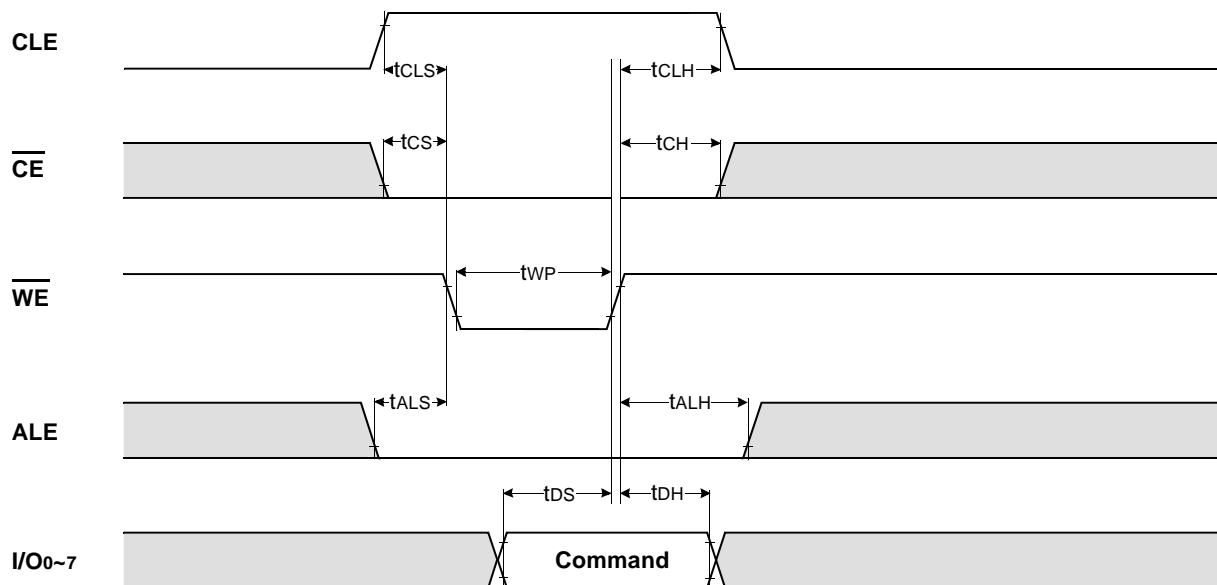 CLE
tCLS
tCLH
CE
tCS
tCH
WE
tWP
ALE
tALS
tALH
I/O0~7
tDS
tDH
Command